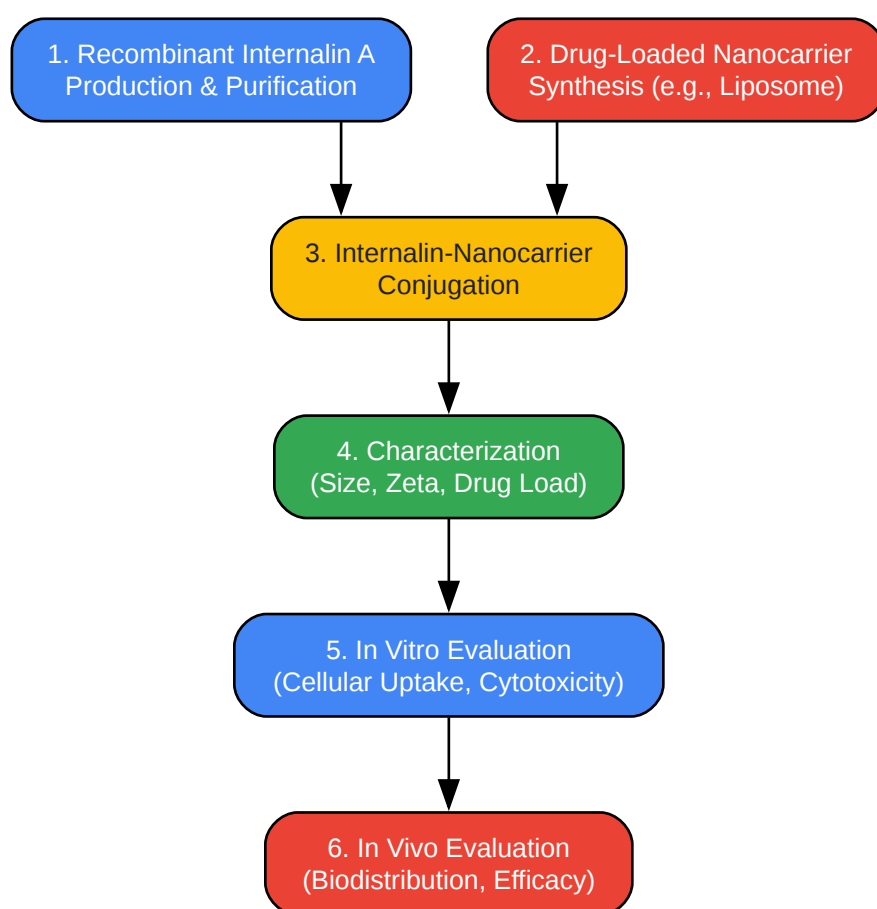 1. Recombinant Internalin A
Production & Purification
2. Drug-Loaded Nanocarrier
Synthesis (e.g., Liposome)
3. Internalin-Nanocarrier
Conjugation
4. Characterization
(Size, Zeta, Drug Load)
5. In Vitro Evaluation
(Cellular Uptake, Cytotoxicity)
6. In Vivo Evaluation
(Biodistribution, Efficacy)